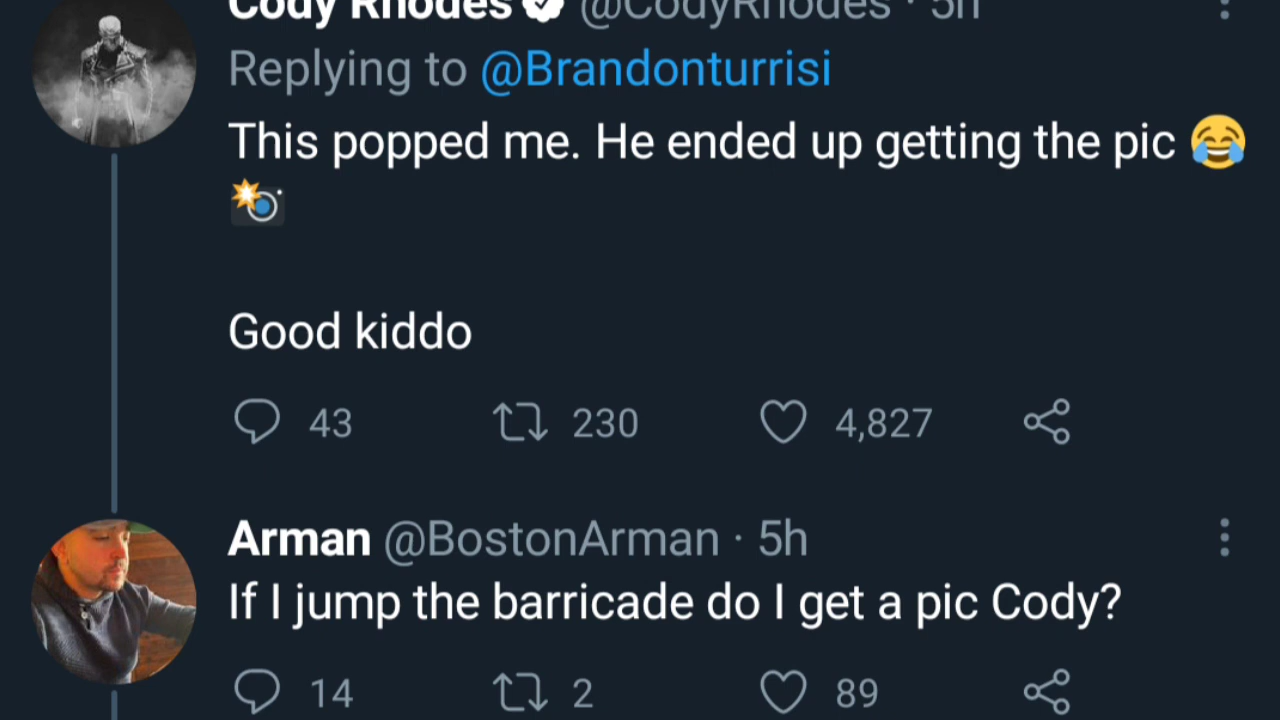 Cody Rhodes @CodyRhodes · 5h
Replying to @Brandonturrisi
This popped me. He ended up getting the pic 😂
📸
Good kiddo
43 230 4,827
Arman @BostonArman · 5h
If I jump the barricade do I get a pic Cody?
14 2 89